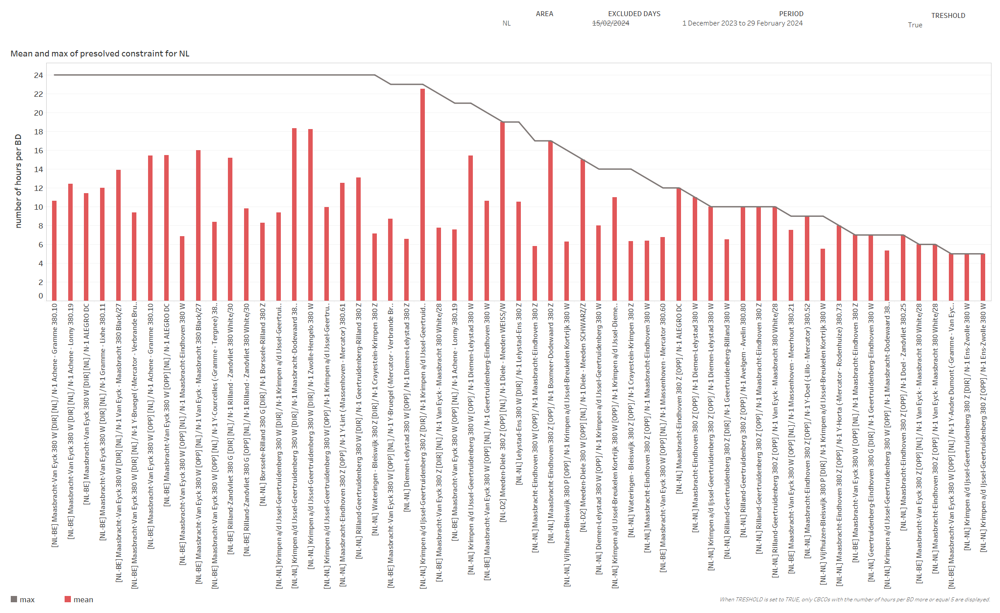 AREA
EXCLUDED DAYS
PERIOD
TRESHOLD
NL
15/02/2024
1 December 2023 to 29 February 2024
True
Mean and max of presolved constraint for NL
number of hours per BD
24
22
20
18
16
14
12
10
8
6
4
2
0
[NL-BE] Maasbracht-Van Eyck 380 W [DIR] [NL] / N-1 Achene - Gramme 380.10
[NL-BE] Maasbracht-Van Eyck 380 W [DIR] [NL] / N-1 Achene - Lonny 380.19
[NL-BE] Maasbracht-Van Eyck 380 W [DIR] [NL] / N-1 ALEGRO DC
[NL-BE] Maasbracht-Van Eyck 380 W [DIR] [NL] / N-1 Gramme - Lixhe 380.11
[NL-BE] Maasbracht-Van Eyck 380 W [DIR] [NL] / N-1 Van Eyck - Maasbracht 380 Black/27
[NL-BE] Maasbracht-Van Eyck 380 W [DIR] [NL] / N-1 Y-Bruegel (-Mercator - Verbrande Bru..
[NL-BE] Maasbracht-Van Eyck 380 W [OPP] [NL] / N-1 Achene - Gramme 380.10
[NL-BE] Maasbracht-Van Eyck 380 W [OPP] [NL] / N-1 ALEGRO DC
[NL-BE] Maasbracht-Van Eyck 380 W [OPP] [NL] / N-1 Maasbracht-Eindhoven 380 W
[NL-BE] Maasbracht-Van Eyck 380 W [OPP] [NL] / N-1 Van Eyck - Maasbracht 380 Black/27
[NL-BE] Maasbracht-Van Eyck 380 W [OPP] [NL] / N-1 Y-Courcelles (-Gramme - Tergnee) 38..
[NL-BE] Rilland-Zandvliet 380 G [DIR] [NL] / N-1 Rilland - Zandvliet 380 White/30
[NL-BE] Rilland-Zandvliet 380 G [OPP] [NL] / N-1 Rilland - Zandvliet 380 White/30
[NL-NL] Borssele-Rilland 380 G [DIR] / N-1 Borssele-Rilland 380 Z
[NL-NL] Krimpen a/d IJssel-Geertruidenberg 380 W [DIR] / N-1 Krimpen a/d IJssel-Geertrui..
[NL-NL] Krimpen a/d IJssel-Geertruidenberg 380 W [DIR] / N-1 Maasbracht-Dodewaard 38..
[NL-NL] Krimpen a/d IJssel-Geertruidenberg 380 W [DIR] / N-1 Zwolle-Hengelo 380 W
[NL-NL] Krimpen a/d IJssel-Geertruidenberg 380 W [OPP] / N-1 Krimpen a/d IJssel-Geertru..
[NL-NL] Maasbracht-Eindhoven 380 Z [OPP] / N-1 Y-Lint (-Massenhoven - Mercator) 380.61
[NL-NL] Rilland-Geertruidenberg 380 W [DIR] / N-1 Geertruidenberg-Rilland 380 Z
[NL-NL] Wateringen - Bleiswijk 380 Z [DIR] / N-1 Crayestein-Krimpen 380 Z
[NL-BE] Maasbracht-Van Eyck 380 W [OPP] [NL] / N-1 Y-Bruegel (-Mercator - Verbrande Br..
[NL-NL] Diemen-Lelystad 380 W [OPP] / N-1 Diemen-Lelystad 380 Z
[NL-NL] Krimpen a/d Ijssel-Geertruidenberg 380 Z [DIR] / N-1 Krimpen a/d IJssel-Geertruid..
[NL-BE] Maasbracht-Van Eyck 380 Z [DIR] [NL] / N-1 Van Eyck - Maasbracht 380 White/28
[NL-BE] Maasbracht-Van Eyck 380 W [OPP] [NL] / N-1 Achene - Lonny 380.19
[NL-NL] Krimpen a/d IJssel-Geertruidenberg 380 W [OPP] / N-1 Diemen-Lelystad 380 W
[NL-BE] Maasbracht-Van Eyck 380 W [OPP] [NL] / N-1 Geertruidenberg-Eindhoven 380 W
[NL-D2] Meeden-Diele 380 Z [OPP] [NL] / N-1 Diele - Meeden WEISS/W
[NL-NL] Lelystad-Ens 380 W [DIR] / N-1 Lelystad-Ens 380 Z
[NL-NL] Maasbracht-Eindhoven 380 W [OPP] / N-1 Maasbracht-Eindhoven 380 Z
[NL-NL] Maasbracht-Eindhoven 380 Z [OPP] / N-1 Boxmeer-Dodewaard 380 Z
[NL-NL] Vijfhuizen-Bleiswijk 380 P [OPP] / N-1 Krimpen a/d IJssel-Breukelen Kortrijk 380 W
[NL-D2] Meeden-Diele 380 W [OPP] [NL] / N-1 Diele - Meeden SCHWARZ/Z
[NL-NL] Diemen-Lelystad 380 W [OPP] / N-1 Krimpen a/d IJssel-Geertruidenberg 380 W
[NL-NL] Krimpen a/d IJssel-Breukelen Kortrijk 380 W [OPP] / N-1 Krimpen a/d IJssel-Dieme..
[NL-NL] Wateringen - Bleiswijk 380 Z [OPP] / N-1 Crayestein-Krimpen 380 Z
[NL-NL] Maasbracht-Eindhoven 380 Z [OPP] / N-1 Maasbracht-Eindhoven 380 W
[NL-BE] Maasbracht-Van Eyck 380 W [OPP] [NL] / N-1 Massenhoven - Mercator 380.60
[NL-NL] Maasbracht-Eindhoven 380 Z [OPP] / N-1 ALEGRO DC
[NL-NL] Maasbracht-Eindhoven 380 Z [OPP] / N-1 Diemen-Lelystad 380 W
[NL-NL] Krimpen a/d Ijssel-Geertruidenberg 380 Z [OPP] / N-1 Diemen-Lelystad 380 W
[NL-NL] Rilland-Geertruidenberg 380 Z [DIR] / N-1 Geertruidenberg-Rilland 380 W
[NL-NL] Rilland-Geertruidenberg 380 Z [OPP] / N-1 Avelgem - Avelin 380.80
[NL-NL] Rilland-Geertruidenberg 380 Z [OPP] / N-1 Maasbracht-Eindhoven 380 Z
[NL-NL] Rilland-Geertruidenberg 380 Z [OPP] / N-1 Van Eyck - Maasbracht 380 White/28
[NL-BE] Maasbracht-Van Eyck 380 W [OPP] [NL] / N-1 Massenhoven - Meerhout 380.21
[NL-NL] Maasbracht-Eindhoven 380 Z [OPP] / N-1 Y-Doel (-Lillo - Mercator) 380.52
[NL-NL] Vijfhuizen-Bleiswijk 380 P [DIR] / N-1 Krimpen a/d IJssel-Breukelen Kortrijk 380 W
[NL-NL] Maasbracht-Eindhoven 380 Z [OPP] / N-1 Y-Horta (-Mercator - Rodenhuize) 380.73
[NL-BE] Maasbracht-Van Eyck 380 W [OPP] [NL] / N-1 Maasbracht-Eindhoven 380 Z
[NL-NL] Geertruidenberg-Eindhoven 380 G [DIR] / N-1 Geertruidenberg-Eindhoven 380 W
[NL-NL] Krimpen a/d IJssel-Geertruidenberg 380 W [OPP] / N-1 Maasbracht-Dodewaard 38..
[NL-NL] Maasbracht-Eindhoven 380 Z [OPP] / N-1 Doel - Zandvliet 380.25
[NL-BE] Maasbracht-Van Eyck 380 Z [OPP] [NL] / N-1 Van Eyck - Maasbracht 380 White/28
[NL-NL] Maasbracht-Eindhoven 380 Z [OPP] / N-1 Van Eyck - Maasbracht 380 White/28
[NL-BE] Maasbracht-Van Eyck 380 W [OPP] [NL] / N-1 Y-Andre Dumont (-Gramme - Van Eyc..
[NL-NL] Krimpen a/d Ijssel-Geertruidenberg 380 Z [DIR] / N-1 Ens-Zwolle 380 W
[NL-NL] Krimpen a/d Ijssel-Geertruidenberg 380 Z [OPP] / N-1 Ens-Zwolle 380 W
max
mean
When TRESHOLD is set to TRUE, only CBCOs with the number of hours per BD more or equal 5 are displayed.